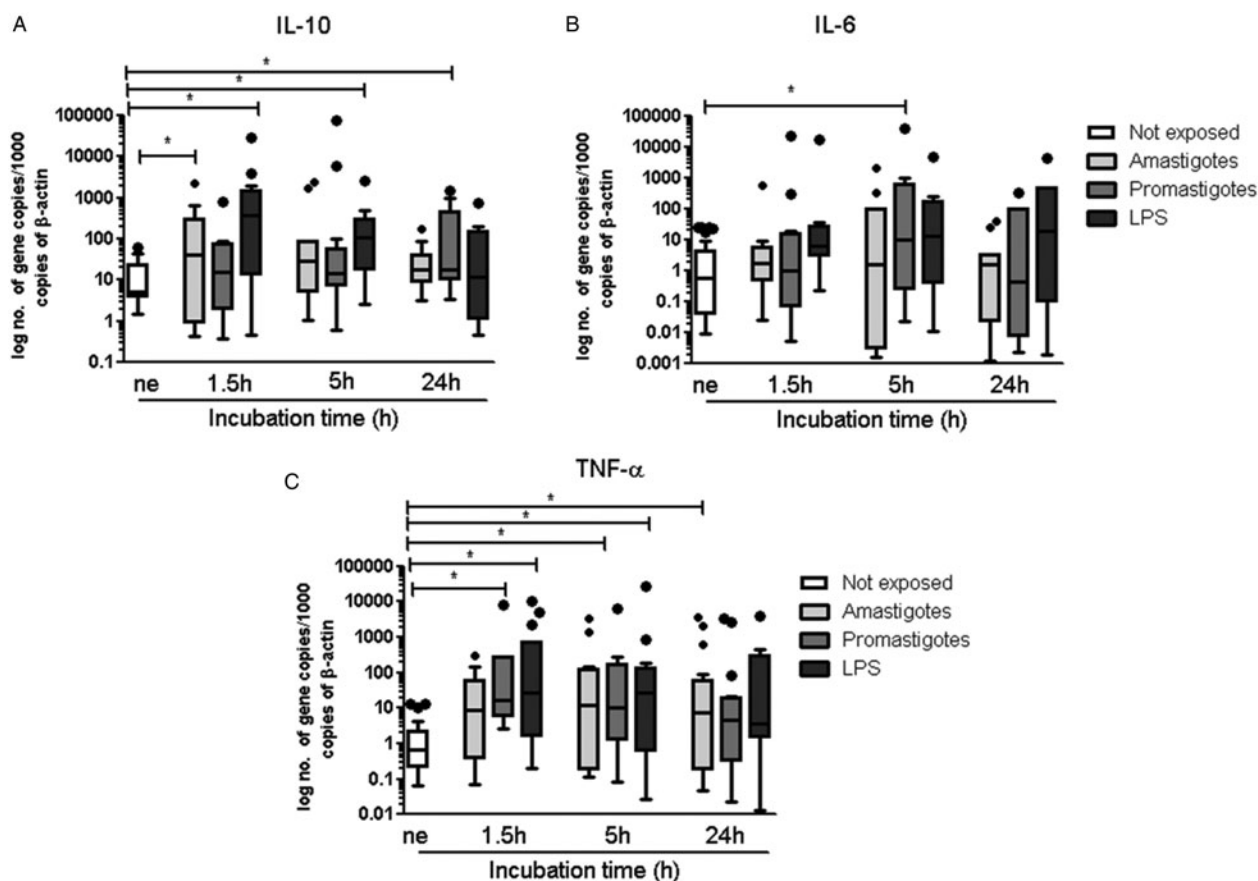 A
IL-10
*
*
*
*
log no. of gene copies/1000
copies of β-actin
100000
10000
1000
100
10
1
0.1
ne
1.5h
5h
24h
Incubation time (h)
B
IL-6
*
log no. of gene copies/1000
copies of β-actin
100000
10000
1000
100
10
1
0.1
0.01
0.001
ne
1.5h
5h
24h
Incubation time (h)
Not exposed
Amastigotes
Promastigotes
LPS
C
TNF-α
*
*
*
*
*
log no. of gene copies/1000
copies of β-actin
100000
10000
1000
100
10
1
0.1
0.01
ne
1.5h
5h
24h
Incubation time (h)
Not exposed
Amastigotes
Promastigotes
LPS